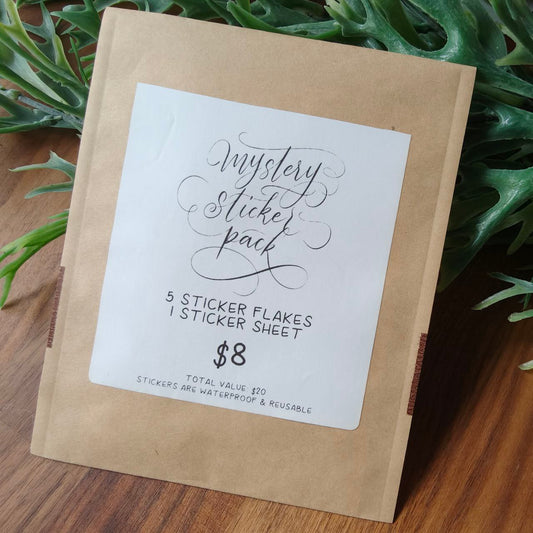 mystery
sticker
pack
5 STICKER FLAKES
1 STICKER SHEET
$8
TOTAL VALUE $20
STICKERS ARE WATERPROOF & REUSABLE